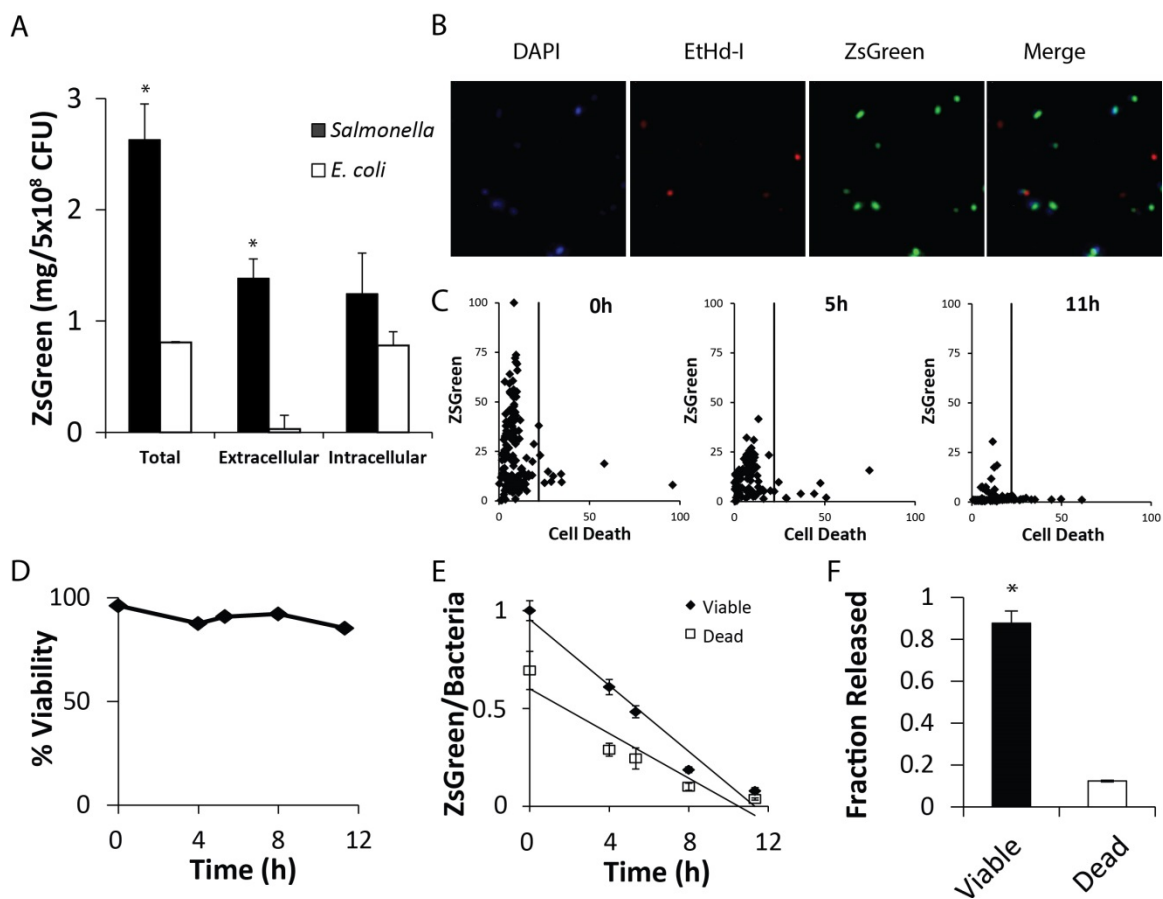 A
ZsGreen (mg/5x10⁸ CFU)
3
2
1
0
*
*
Salmonella
E. coli
Total Extracellular Intracellular
B
DAPI EtHd-I ZsGreen Merge
C
0h
ZsGreen
100
75
50
25
0
0 50 100
Cell Death
5h
ZsGreen
100
75
50
25
0
0 50 100
Cell Death
11h
ZsGreen
100
75
50
25
0
0 50 100
Cell Death
D
% Viability
100
50
0
0 4 8 12
Time (h)
E
ZsGreen/Bacteria
1
0.5
0
Viable
Dead
0 4 8 12
Time (h)
F
Fraction Released
1
0.8
0.6
0.4
0.2
0
*
Viable
Dead